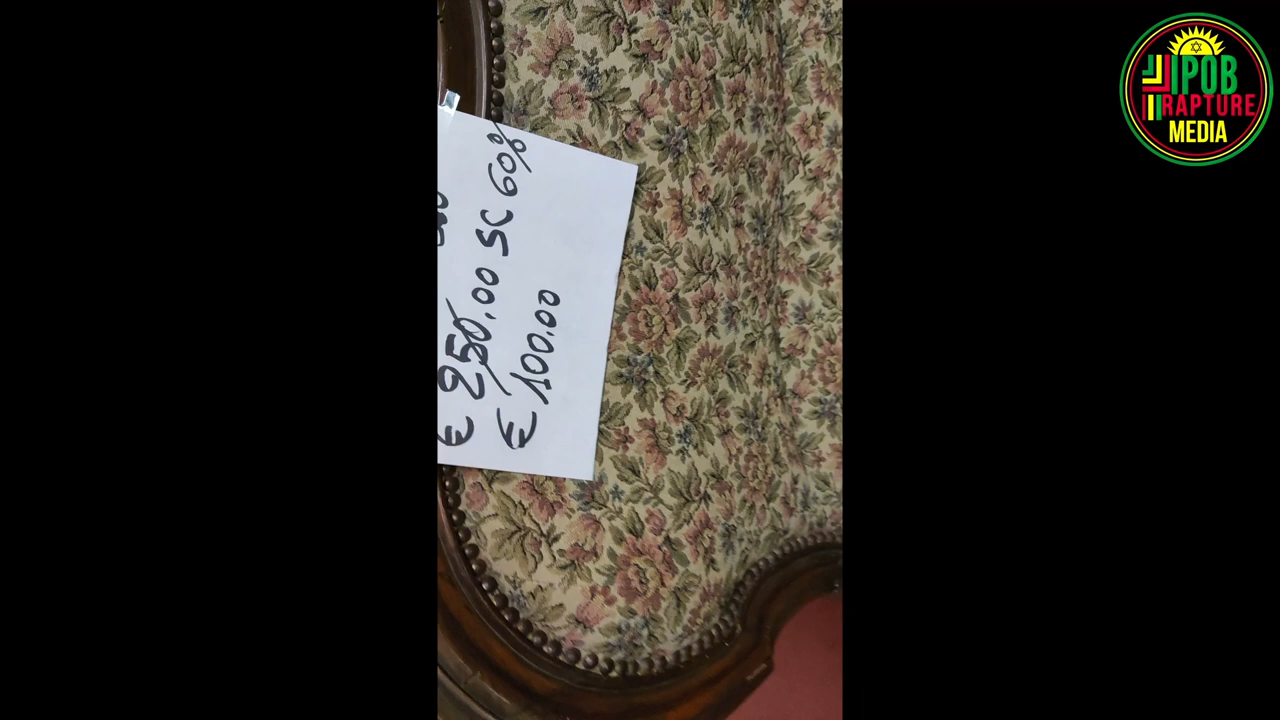 € 250.00 SC 60%
€ 100.00
IPOB
RAPTURE
MEDIA